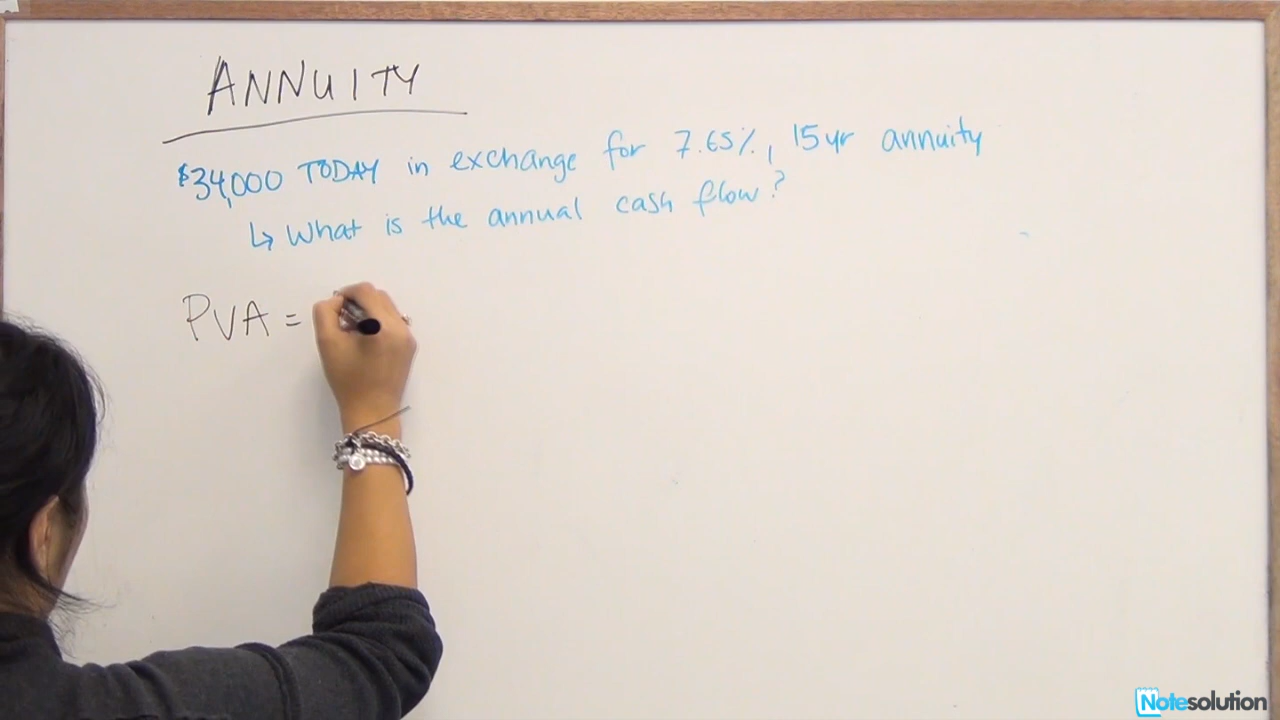 ANNUITY
$34,000 TODAY in exchange for 7.65%, 15yr annuity
↳ What is the annual cash flow?
PVA =
Notesolution